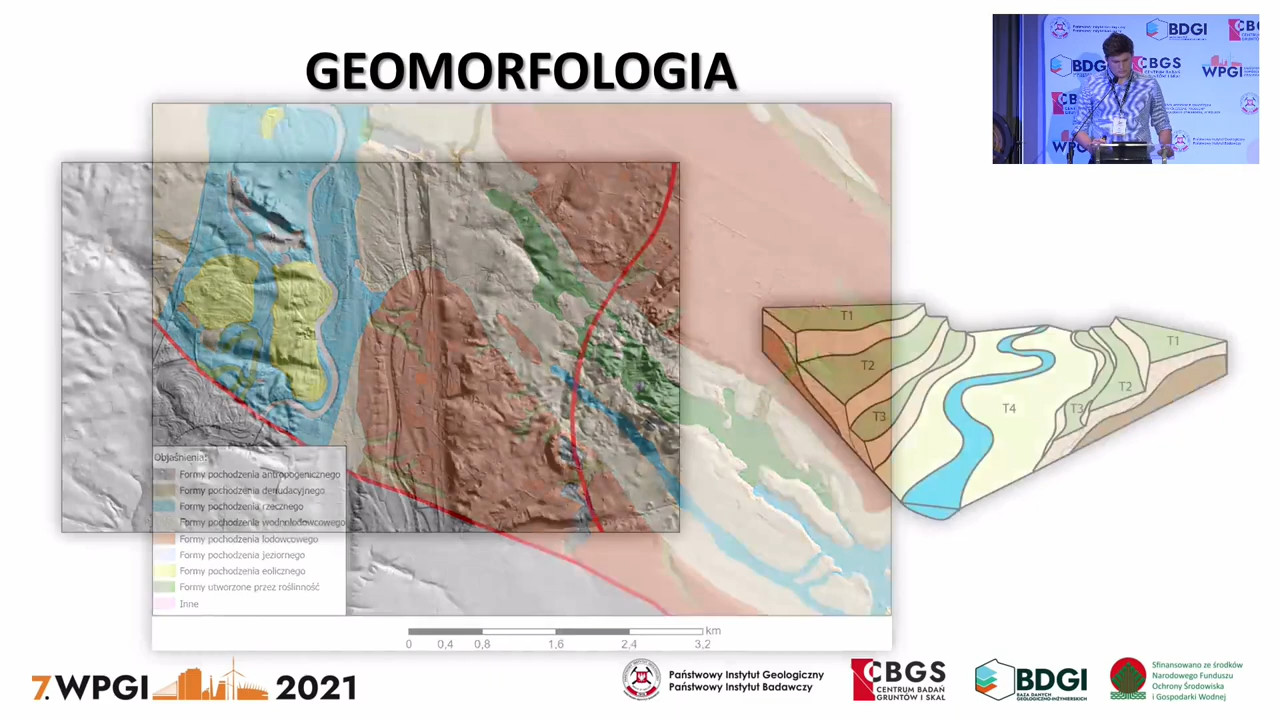 GEOMORFOLOGIA
BDGI
CBGS
CENTRUM BADAŃ
GRUNTÓW I SKAŁ
WPGI
T1
T2
T3
T4
T1
T2
T3
Objaśnienia:
Formy pochodzenia antropogenicznego
Formy pochodzenia denudacyjnego
Formy pochodzenia rzecznego
Formy pochodzenia wodnolodowcowego
Formy pochodzenia lodowcowego
Formy pochodzenia jeziornego
Formy pochodzenia eolicznego
Formy utworzone przez roślinność
Inne
km
0 0,4 0,8 1,6 2,4 3,2
7. WPGI 2021
Państwowy Instytut Geologiczny
Państwowy Instytut Badawczy
CBGS
CENTRUM BADAŃ
GRUNTÓW I SKAŁ
BDGI
BAZA DANYCH
GEOLOGICZNO-INŻYNIERSKICH
Sfinansowano ze środków
Narodowego Funduszu
Ochrony Środowiska
i Gospodarki Wodnej